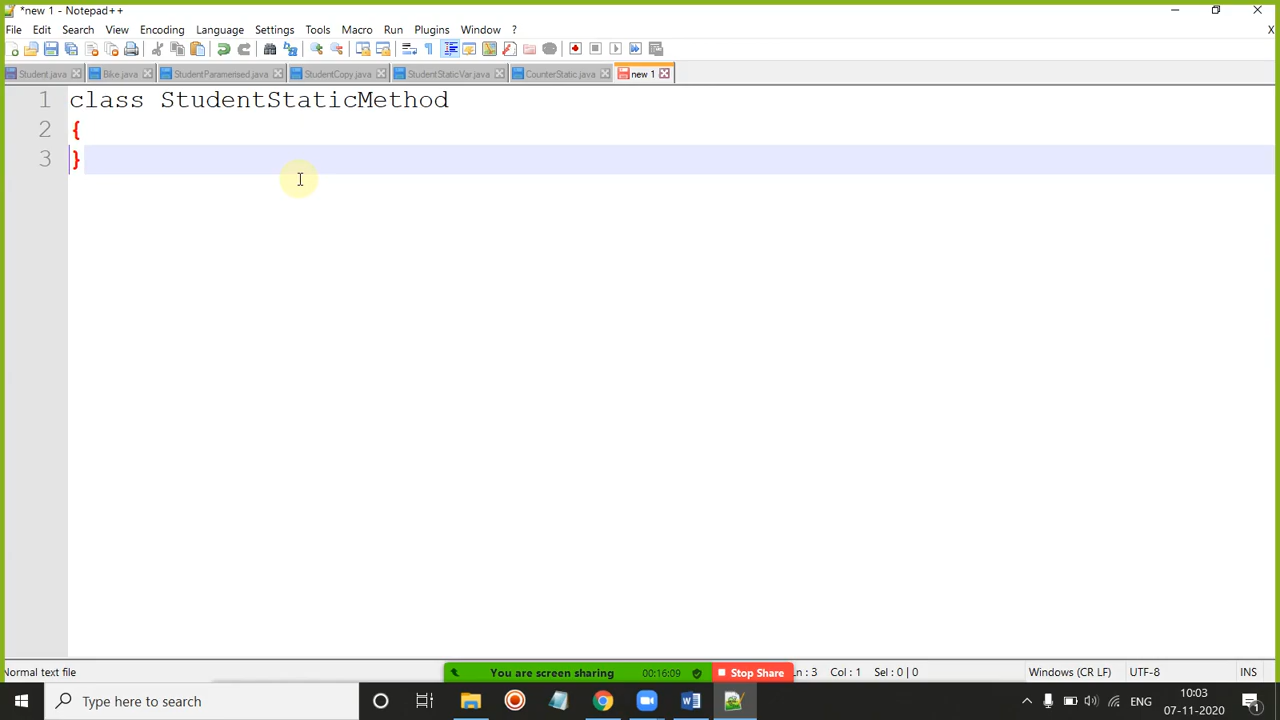 *new 1 - Notepad++
File Edit Search View Encoding Language Settings Tools Macro Run Plugins Window ? X
Student.java Bike.java StudentParamerised.java StudentCopy.java StudentStaticVar.java CounterStatic.java new 1
1 class StudentStaticMethod
2 {
3 }
Normal text file Ln : 3 Col : 1 Sel : 0 | 0 Windows (CR LF) UTF-8 INS
You are screen sharing 00:16:09 Stop Share
Type here to search
ENG
10:03
07-11-2020
1